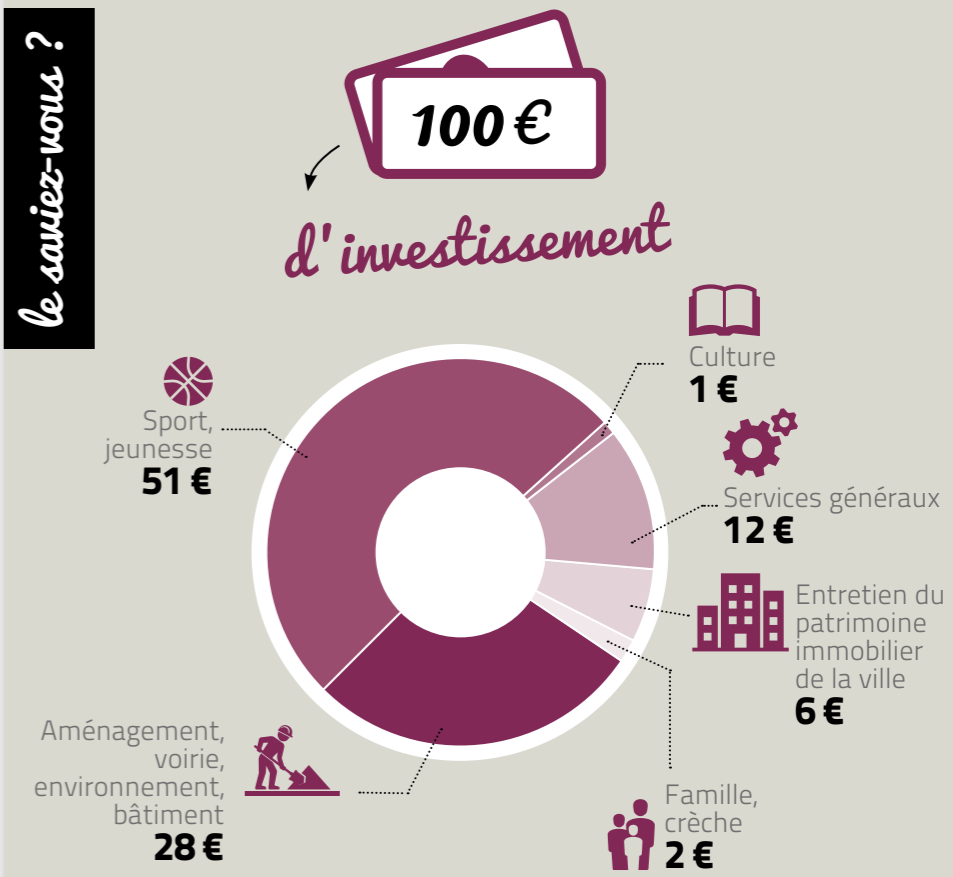 le saviez-vous ?
100 €
d'investissement
Culture
1 €
Services généraux
12 €
Entretien du
patrimoine
immobilier
de la ville
6 €
Famille,
crèche
2 €
Aménagement,
voirie,
environnement,
bâtiment
28 €
Sport,
jeunesse
51 €